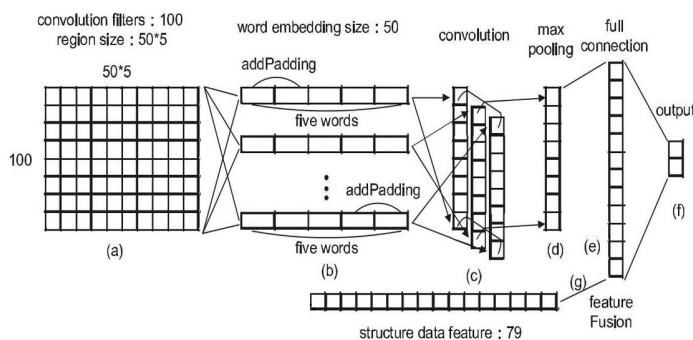 convolution filters : 100
region size : 50*5
50*5
100
(a)
word embedding size : 50
addPadding
five words
addPadding
five words
(b)
convolution
(c)
max
pooling
(d)
full
connection
(e)
output
(f)
(g)
feature
Fusion
structure data feature : 79